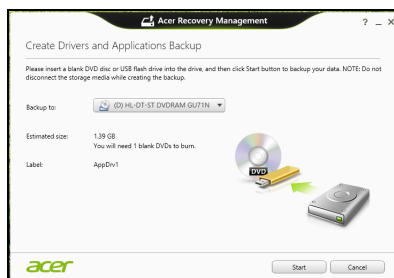 Acer Recovery Management
? _ X
Create Drivers and Applications Backup
Please insert a blank DVD disc or USB flash drive into the drive, and then click Start button to backup your data. NOTE: Do not
disconnect the storage media while creating the backup.
Backup to: (D) HL-DT-ST DVDRAM GU71N
Estimated size: 1.39 GB
You will need 1 blank DVDs to burn.
Label: AppDrv1
DVD
acer
Start Cancel